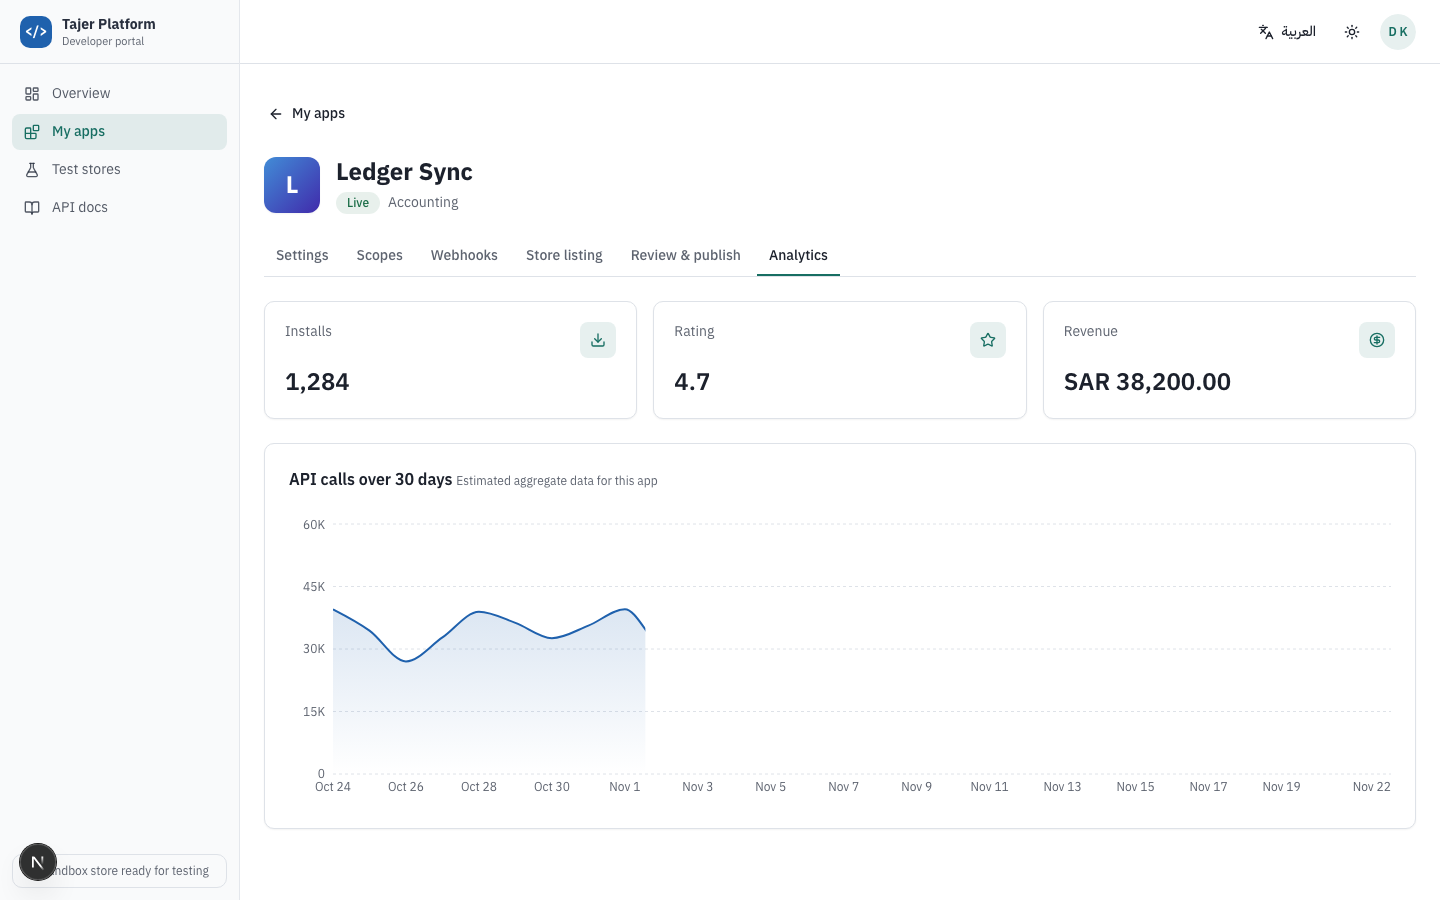 Tajer Platform
Developer portal
العربية
D K
Overview
My apps
Test stores
API docs
My apps
L
Ledger Sync
Live
Accounting
Settings
Scopes
Webhooks
Store listing
Review & publish
Analytics
Installs
1,284
Rating
4.7
Revenue
SAR 38,200.00
API calls over 30 days Estimated aggregate data for this app
60K
45K
30K
15K
0
Oct 24 Oct 26 Oct 28 Oct 30 Nov 1 Nov 3 Nov 5 Nov 7 Nov 9 Nov 11 Nov 13 Nov 15 Nov 17 Nov 19 Nov 22
N
store ready for testing